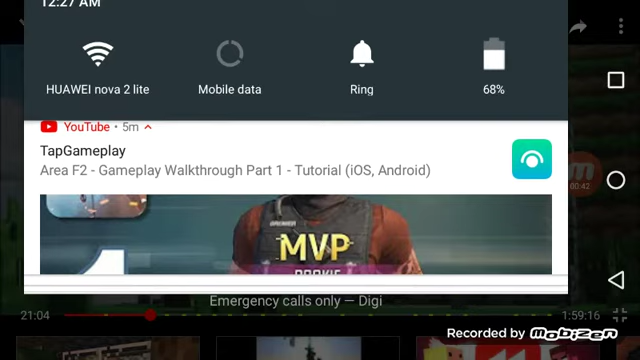 12:27 AM
HUAWEI nova 2 lite
Mobile data
Ring
68%
YouTube • 5m
TapGameplay
Area F2 - Gameplay Walkthrough Part 1 - Tutorial (iOS, Android)
00:42
MVP
1
Emergency calls only — Digi
21:04
1:59:16
Recorded by Mobizen